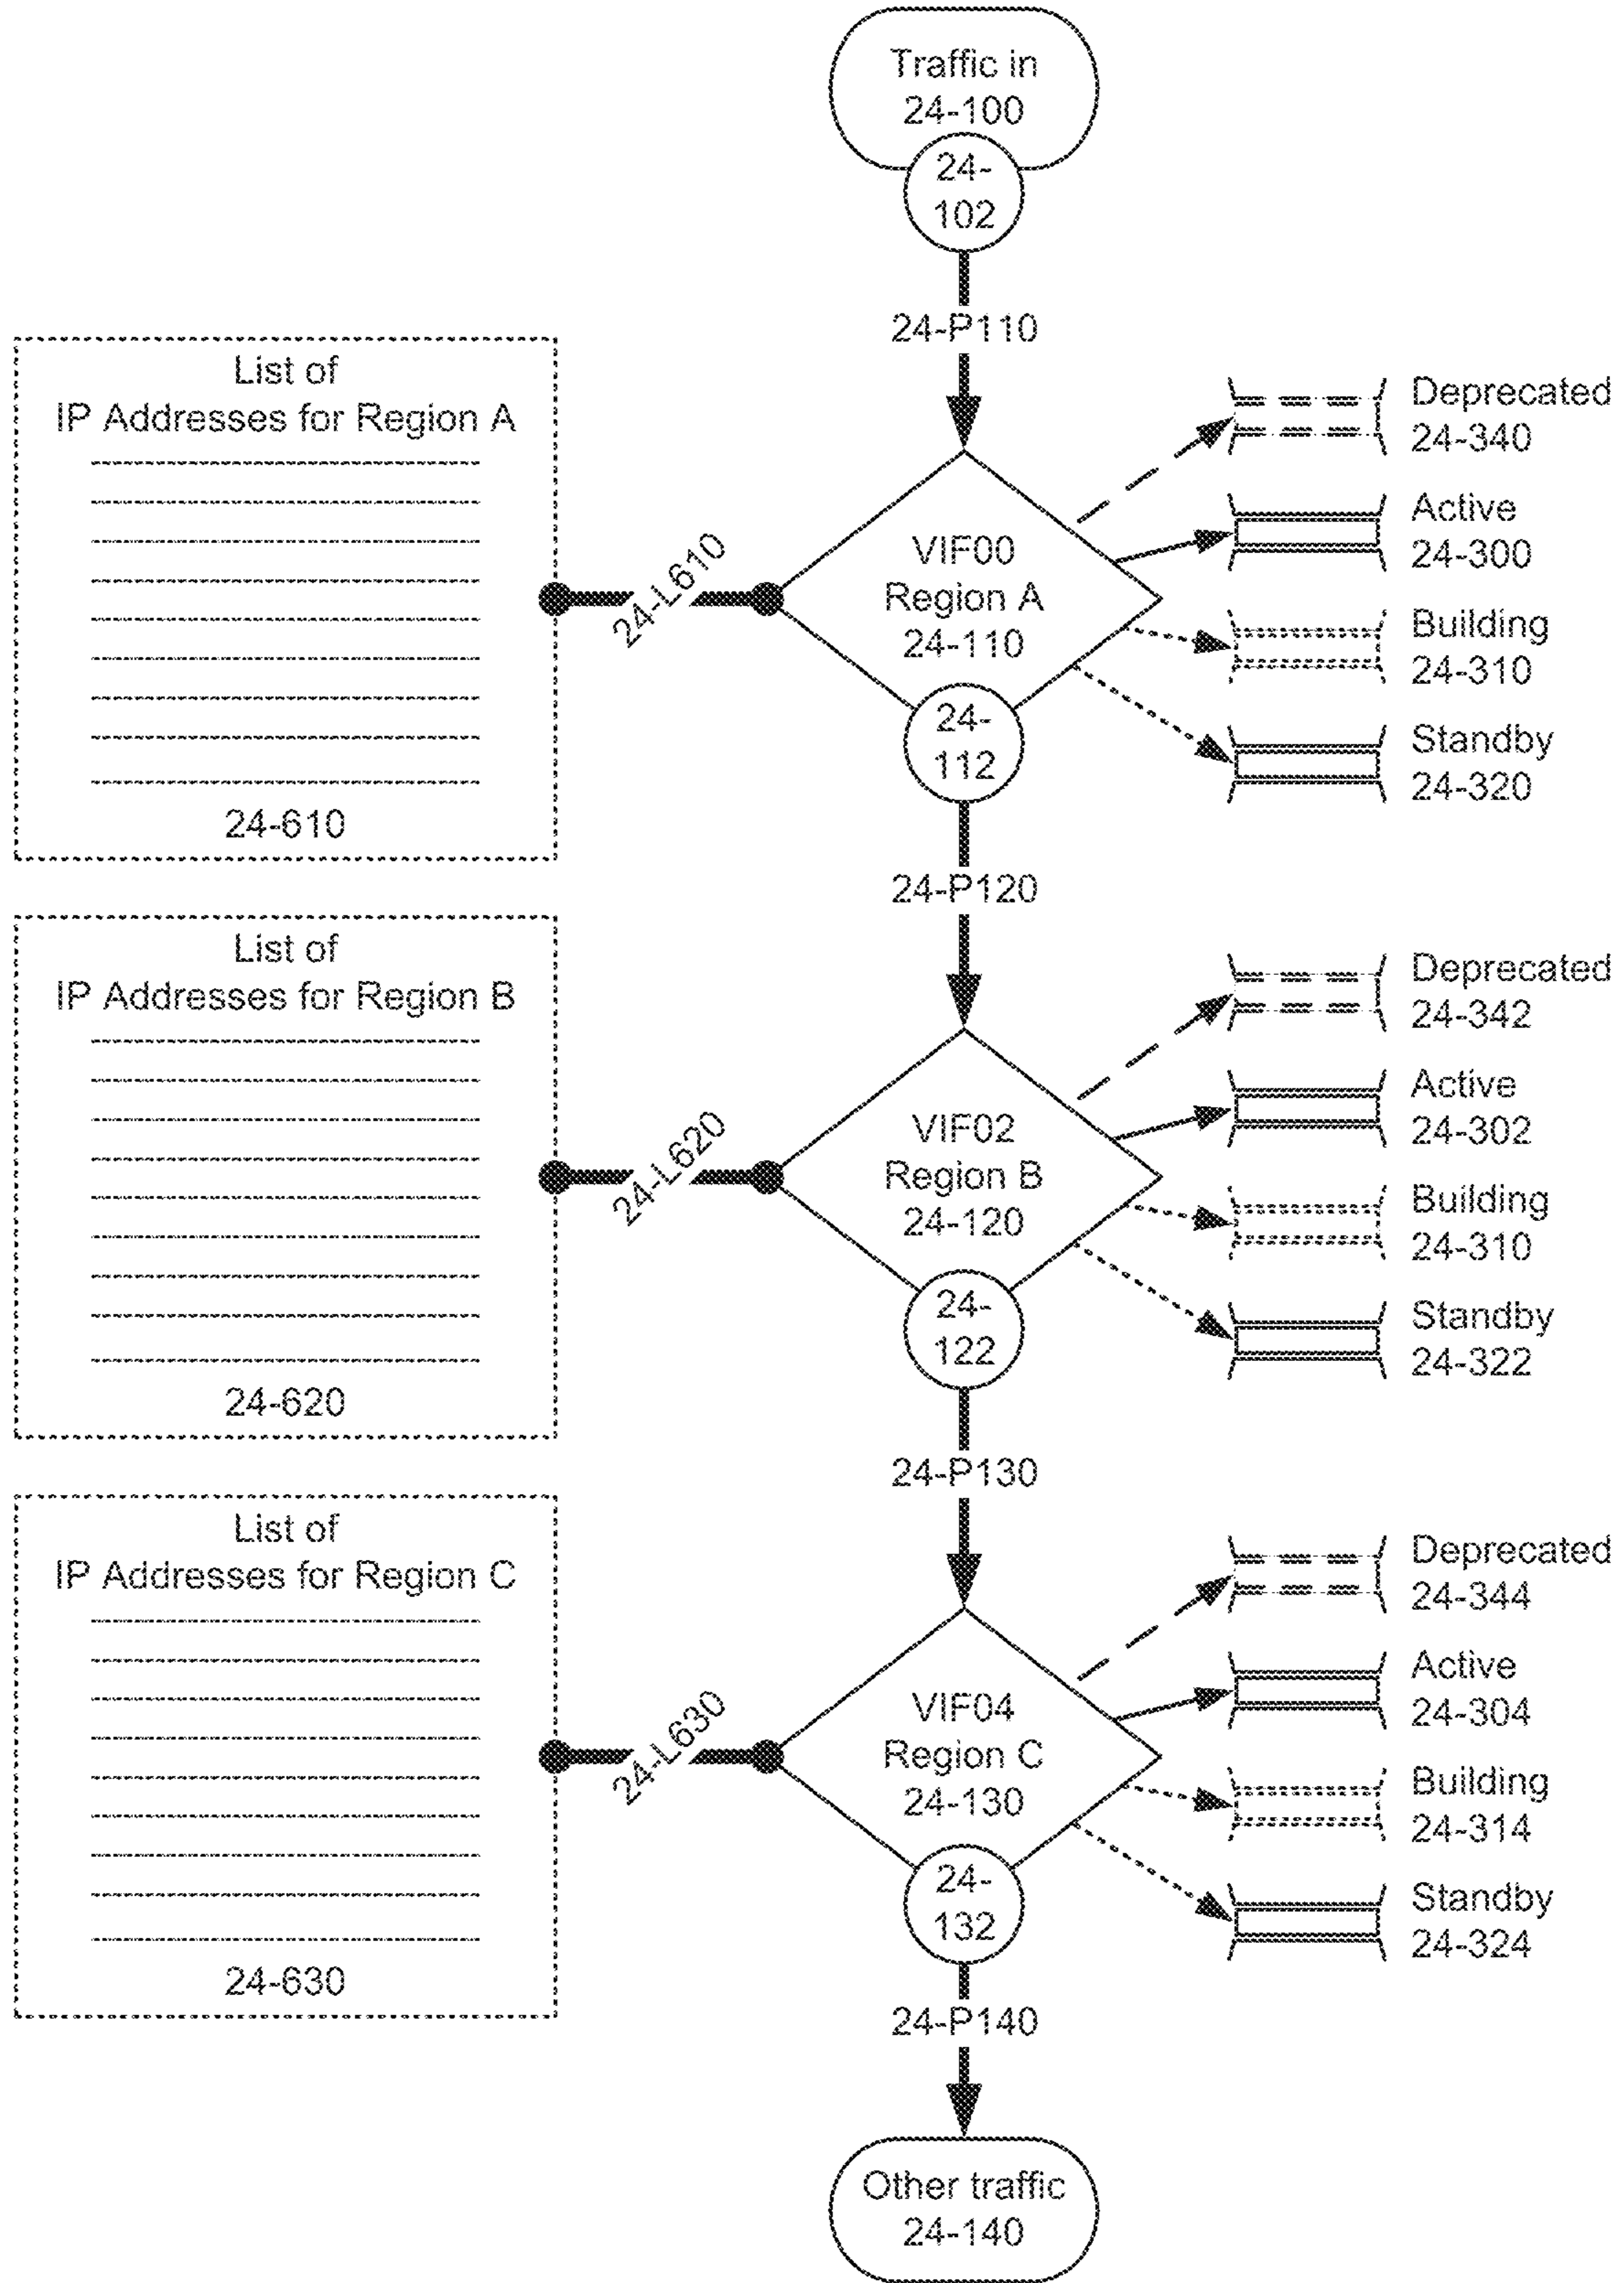 Traffic in
24-100
24-
102
24-P110
List of
IP Addresses for Region A
24-610
24-L610
VIF00
Region A
24-110
24-
112
Deprecated
24-340
Active
24-300
Building
24-310
Standby
24-320
24-P120
List of
IP Addresses for Region B
24-620
24-L620
VIF02
Region B
24-120
24-
122
Deprecated
24-342
Active
24-302
Building
24-310
Standby
24-322
24-P130
List of
IP Addresses for Region C
24-630
24-L630
VIF04
Region C
24-130
24-
132
Deprecated
24-344
Active
24-304
Building
24-314
Standby
24-324
24-P140
Other traffic
24-140